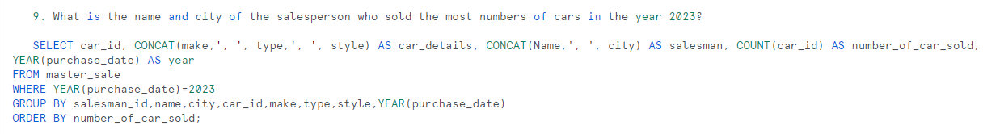 9. What is the name and city of the salesperson who sold the most numbers of cars in the year 2023?
SELECT car_id, CONCAT(make,', ', type,', ', style) AS car_details, CONCAT(Name,', ', city) AS salesman, COUNT(car_id) AS number_of_car_sold,
YEAR(purchase_date) AS year
FROM master_sale
WHERE YEAR(purchase_date)=2023
GROUP BY salesman_id,name,city,car_id,make,type,style,YEAR(purchase_date)
ORDER BY number_of_car_sold;